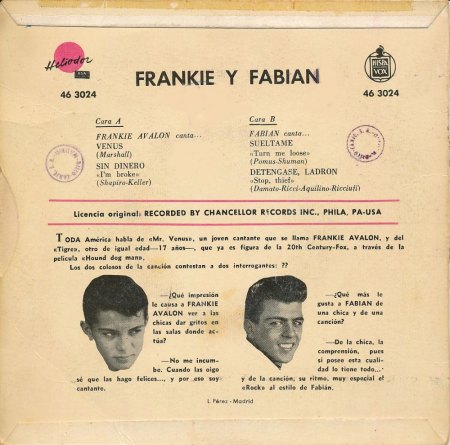 Heliodor
HISPA
VOX
FRANKIE Y FABIAN
46 3024
46 3024
Cara A
FRANKIE AVALON canta...
VENUS
(Marshall)
SIN DINERO
«I'm broke»
(Shapiro-Keller)
Cara B
FABIAN canta...
SUELTAME
«Turn me loose»
(Pomus-Shuman)
DETENGASE, LADRON
«Stop, thief»
(Damato-Ricci-Aquilino-Ricciuti)
Licencia original: RECORDED BY CHANCELLOR RECORDS INC., PHILA, PA-USA
TODA América habla de «Mr. Venus», un joven cantante que se llama FRANKIE AVALON, y del
«Tigre», otro de igual edad—17 años—, que ya es figura de la 20th Century-Fox, a través de la
película «Hound dog man».
Los dos colosos de la canción contestan a dos interrogantes: ??
—¿Qué impresión
le causa a FRANKIE
AVALON ver a las
chicas dar gritos en
las salas donde ac-
túa?
—No me incum-
be. Cuando las oigo
sé que las hago felices..., y por eso soy
cantante.
—¿Qué más le
gusta a FABIAN de
una chica y de una
canción?
—De la chica, la
comprensión, pues
si posee esta cuali-
dad lo tiene todo...
y de la canción, su ritmo, muy especial el
«Rock» al estilo de Fabián.
L. Pérez - Madrid